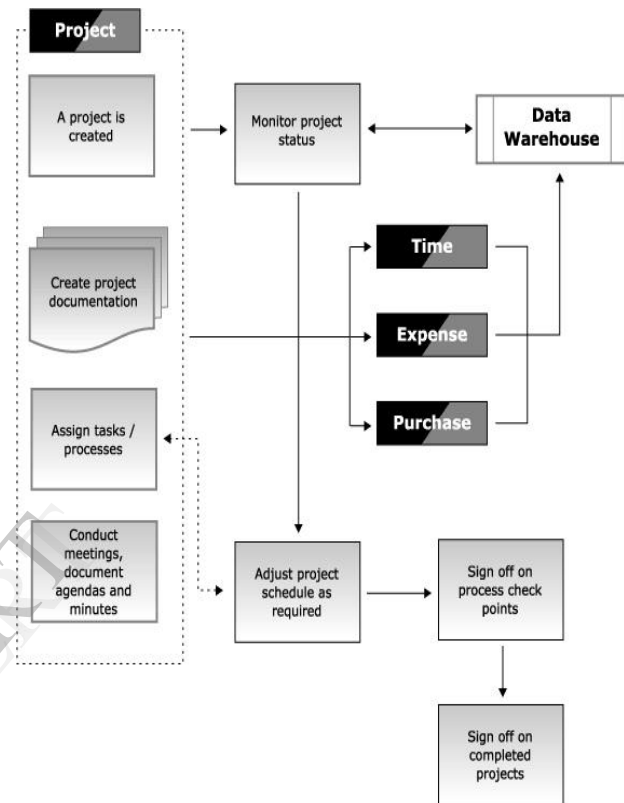 Project
A project is
created
Monitor project
status
Data
Warehouse
Create project
documentation
Time
Expense
Purchase
Assign tasks /
processes
Conduct
meetings,
document
agendas and
minutes
Adjust project
schedule as
required
Sign off on
process check
points
Sign off on
completed
projects